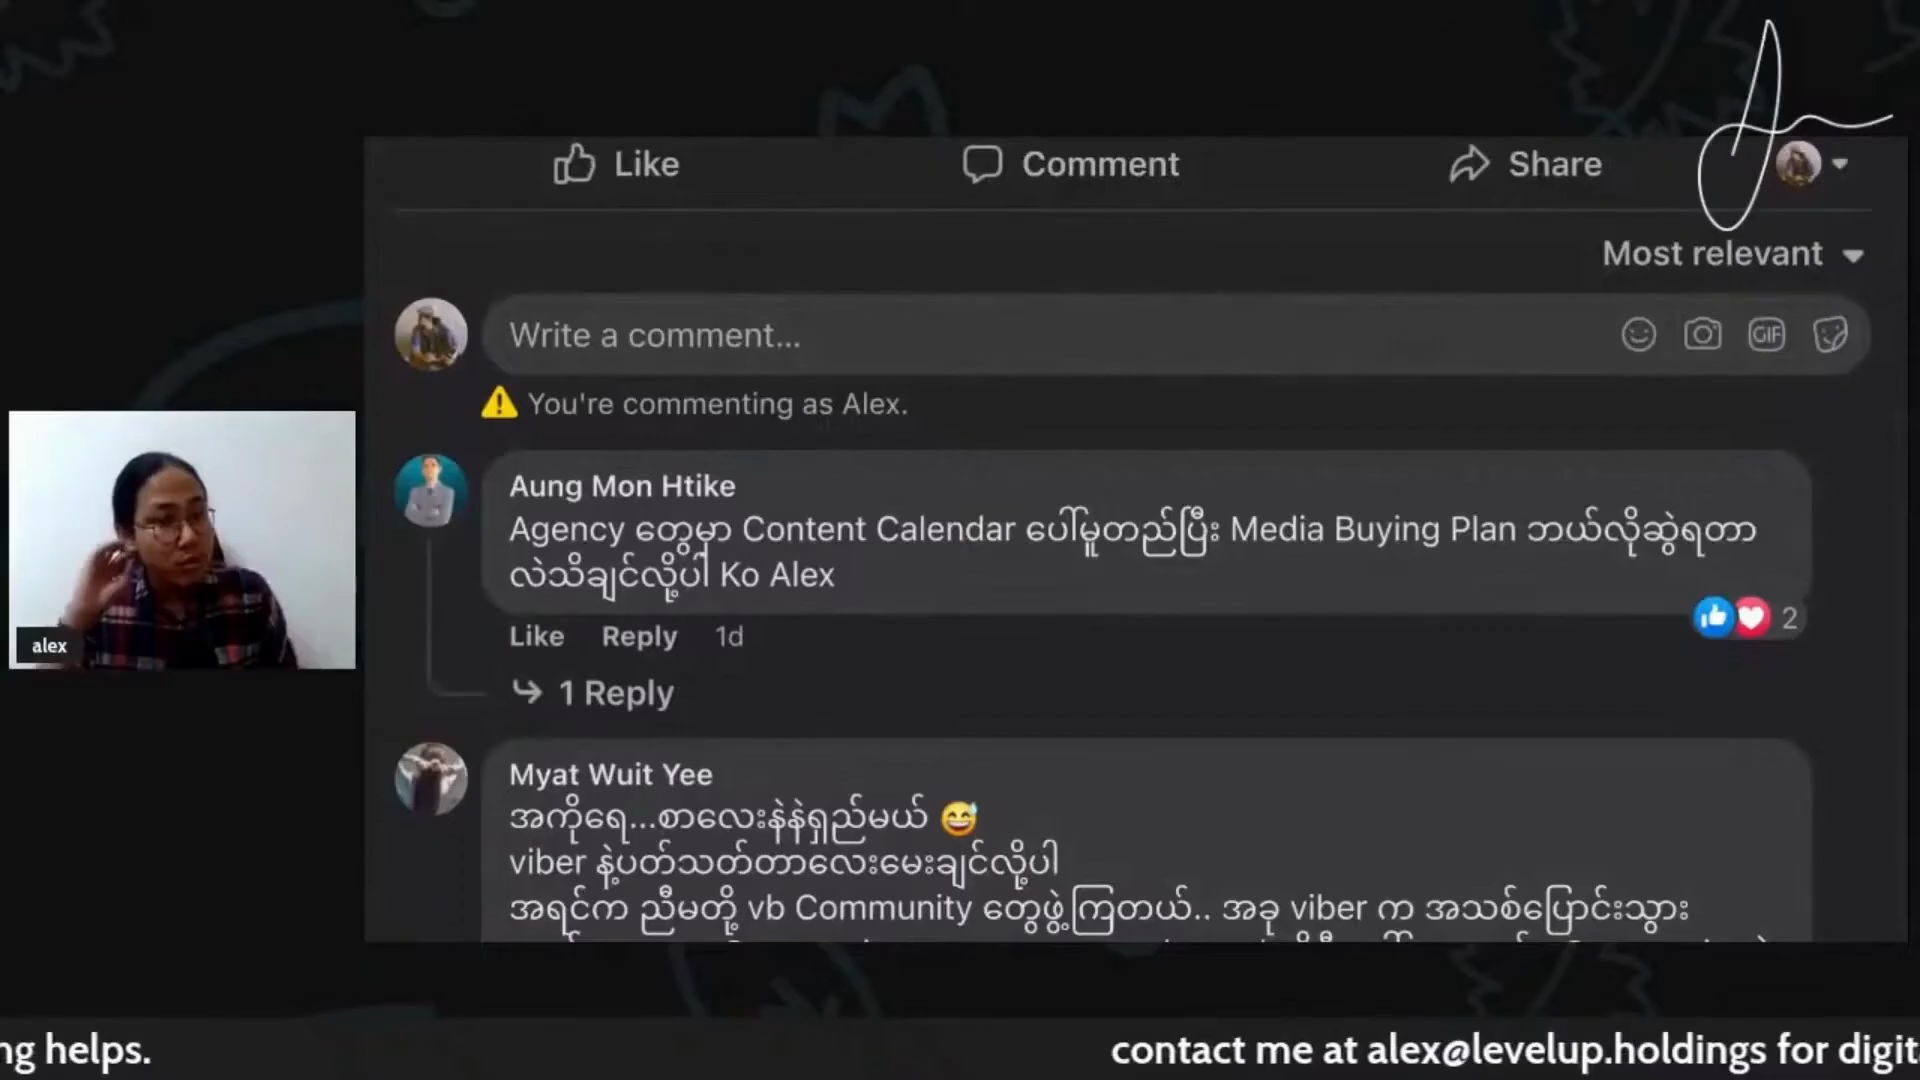 Like
Comment
Share
Most relevant
Write a comment...
GIF
You're commenting as Alex.
Aung Mon Htike
Agency တွေမှာ Content Calendar ပေါ်မူတည်ပြီး Media Buying Plan ဘယ်လိုဆွဲရတာ
လဲသိချင်လို့ပါ Ko Alex
2
Like Reply 1d
1 Reply
Myat Wuit Yee
အကိုရေ...စာလေးနဲနဲရှည်မယ် 😅
viber နဲ့ပတ်သတ်တာလေးမေးချင်လို့ပါ
အရင်က ညီမတို့ vb Community တွေဖွဲ့ကြတယ်.. အခု viber က အသစ်ပြောင်းသွား
alex
ng helps.
contact me at alex@levelup.holdings for digit